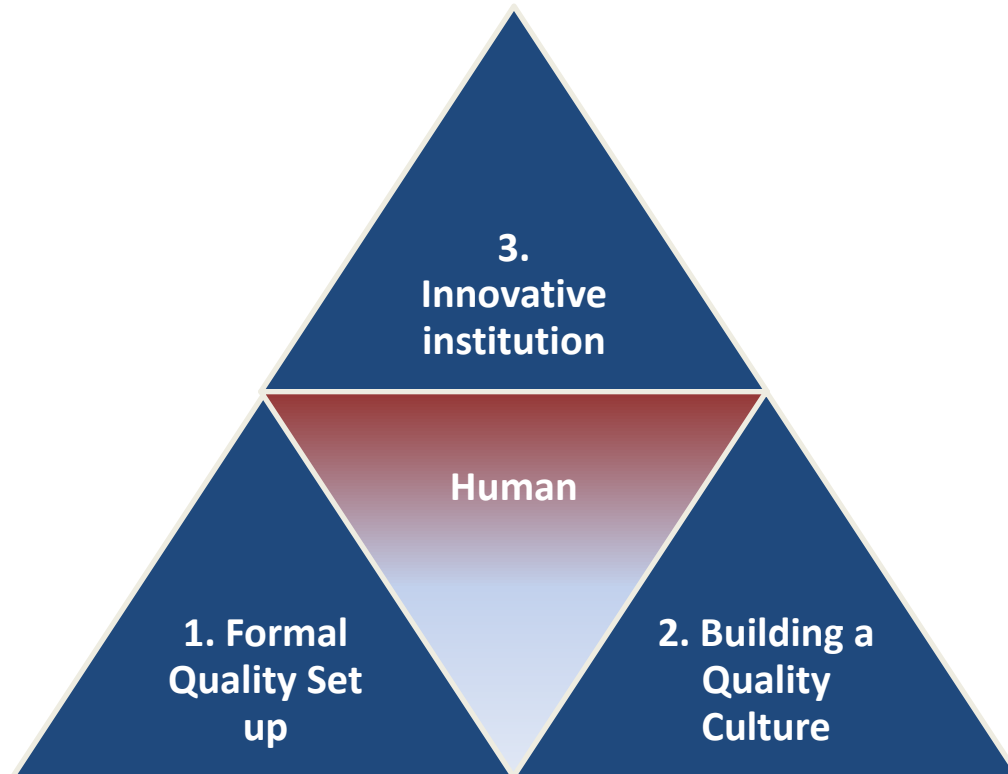 3.
Innovative
institution
Human
1. Formal
Quality Set
up
2. Building a
Quality
Culture